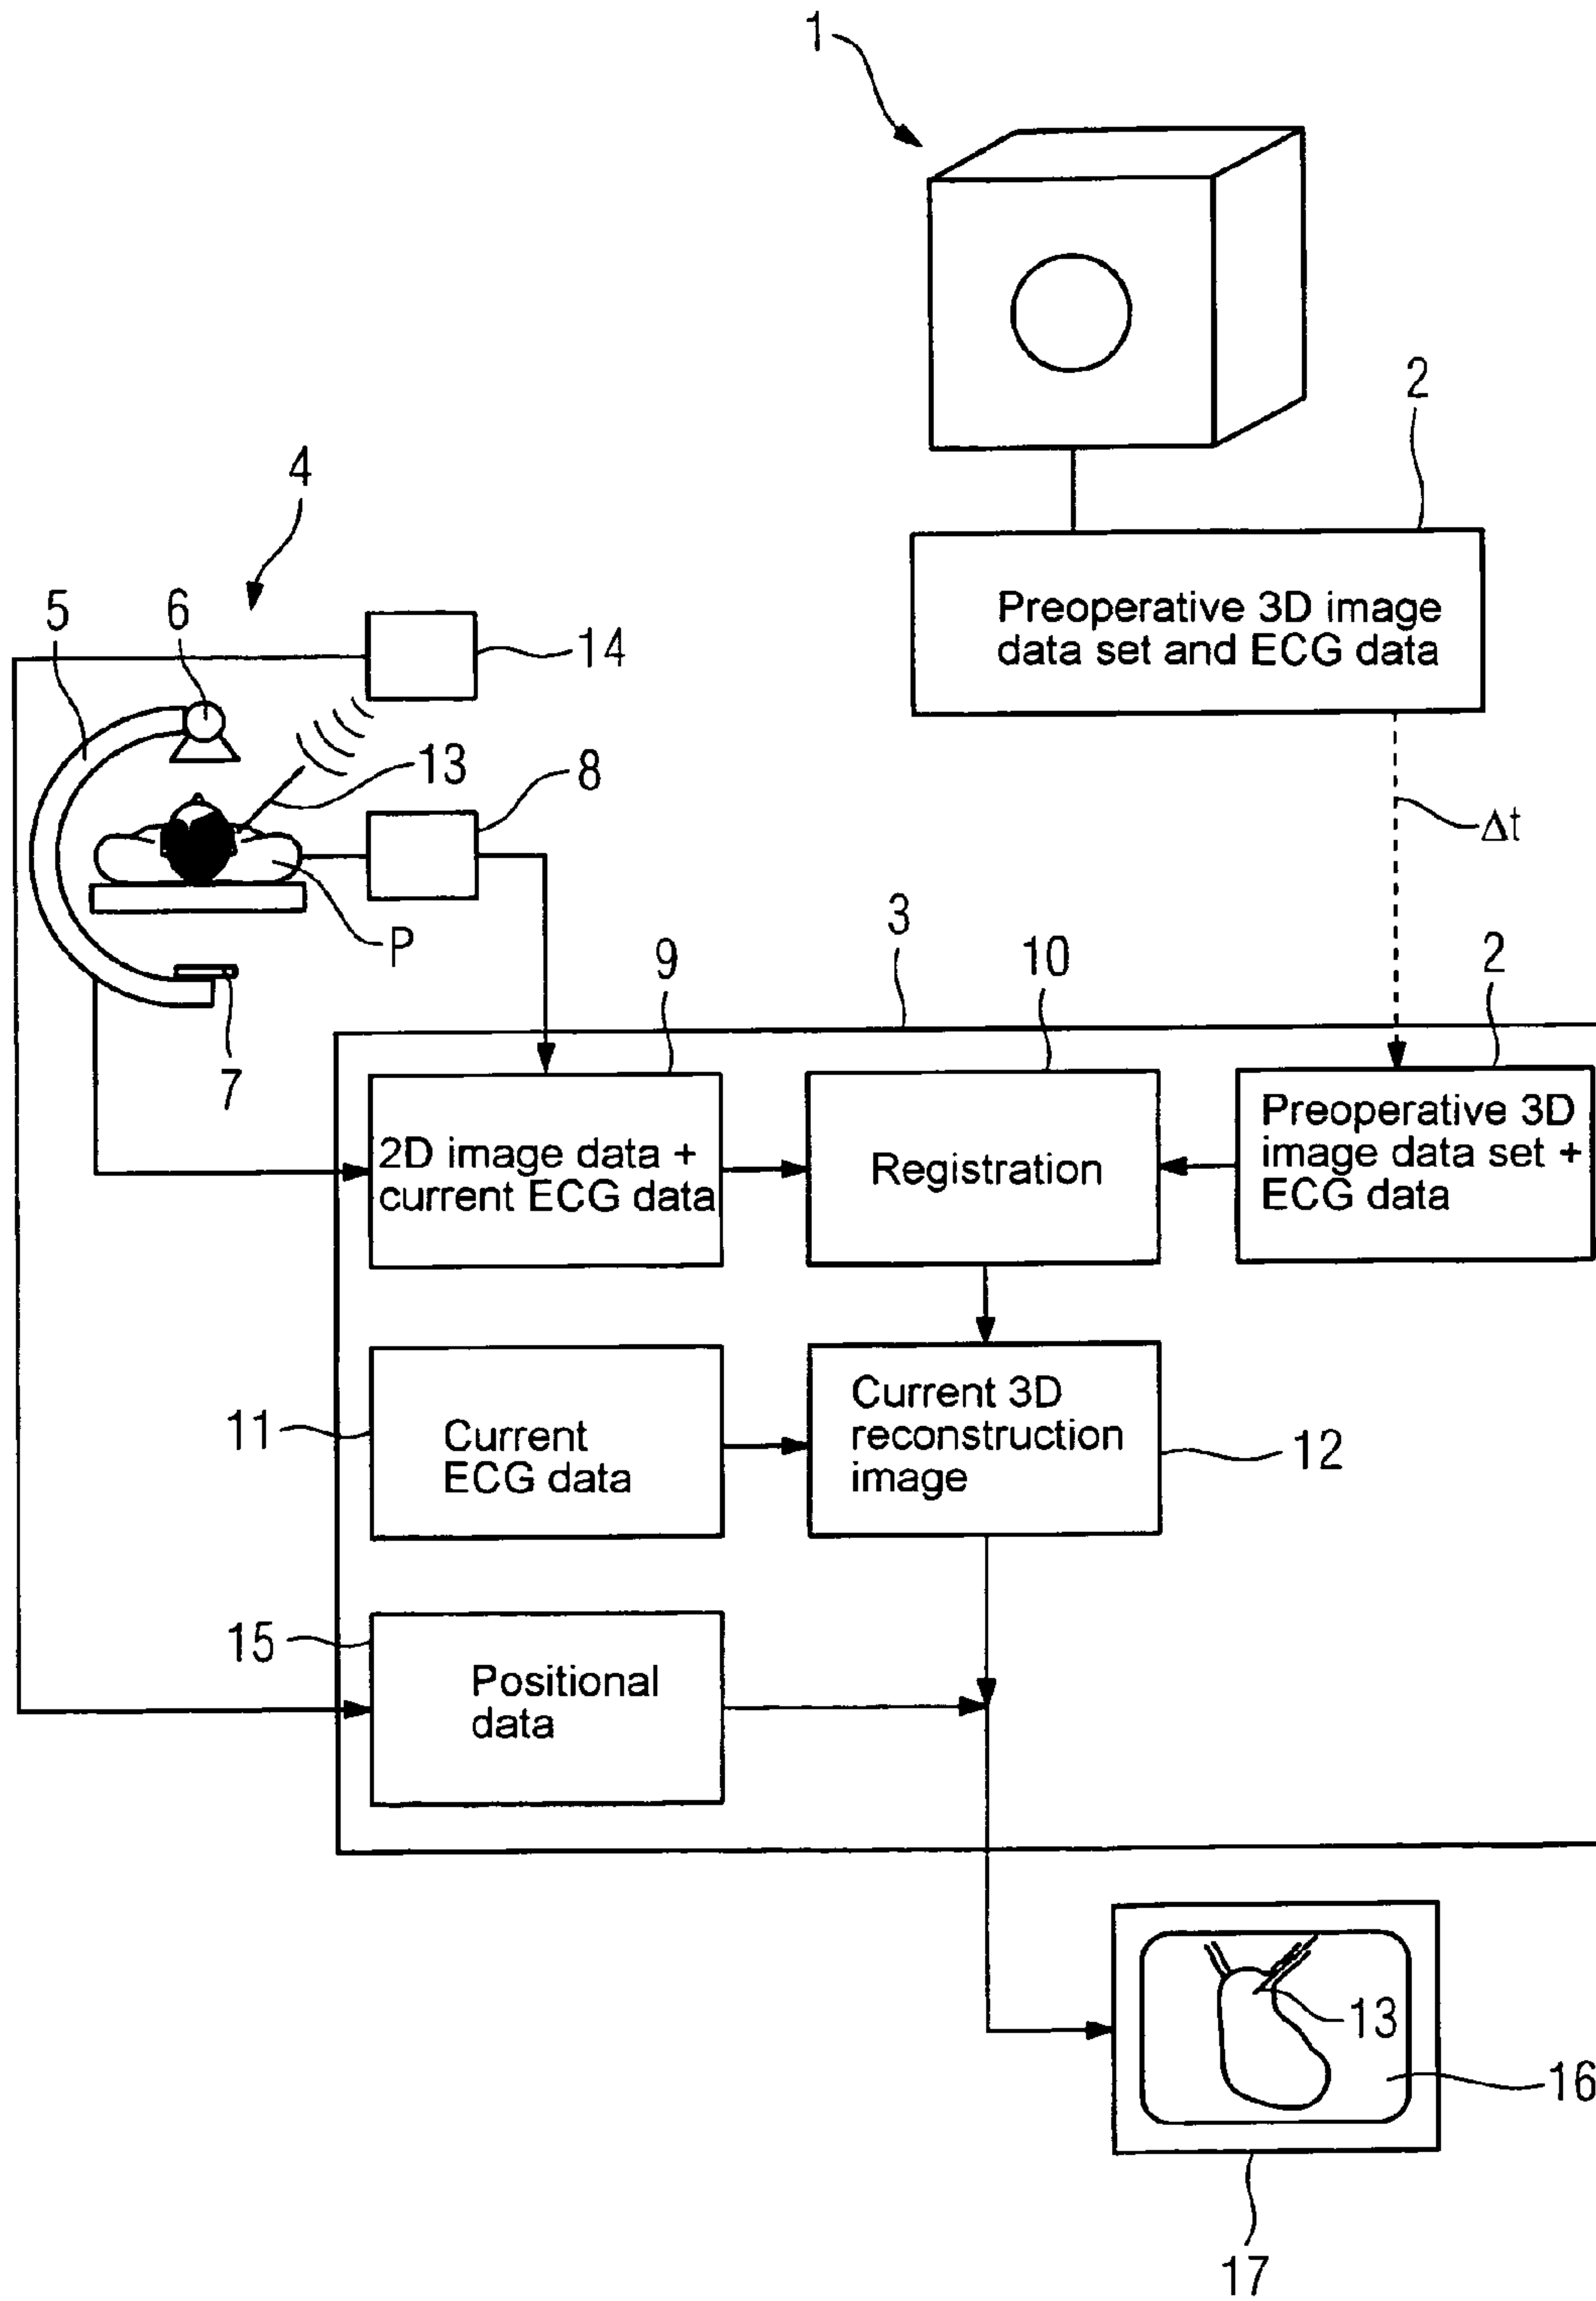 1
2
Preoperative 3D image
data set and ECG data
4
5
6
14
13
8
Δt
P
7
3
9
10
2
2D image data +
current ECG data
Registration
Preoperative 3D
image data set +
ECG data
11
Current
ECG data
Current 3D
reconstruction
image
12
15
Positional
data
13
16
17